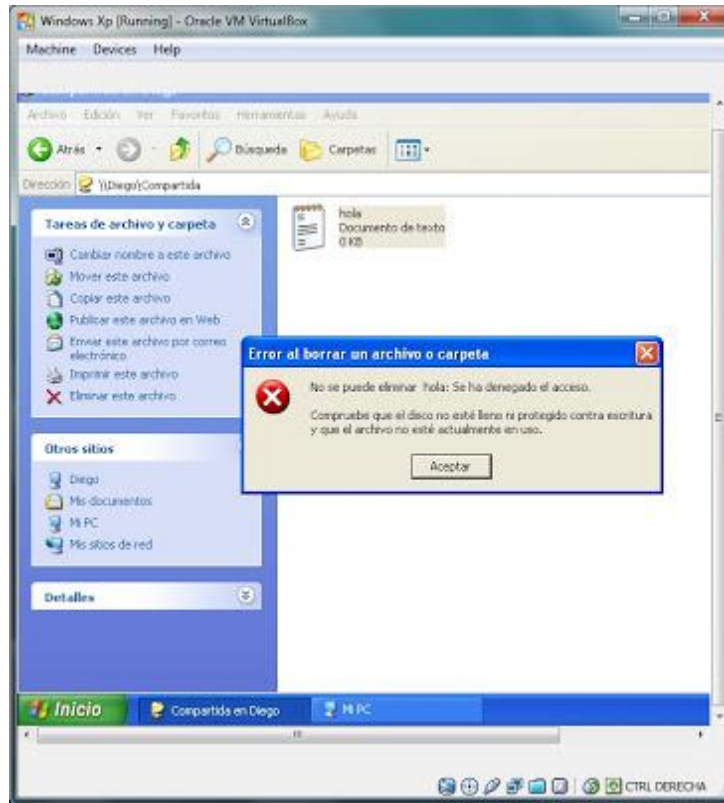 Windows Xp [Running] - Oracle VM VirtualBox
Machine Devices Help
Archivo Edición Ver Favoritos Herramientas Ayuda
Atrás Búsqueda Carpetas
Dirección \\Diego\Compartida
Tareas de archivo y carpeta
Cambiar nombre a este archivo
Mover este archivo
Copiar este archivo
Publicar este archivo en Web
Enviar este archivo por correo
electrónico
Imprimir este archivo
Eliminar este archivo
hola
Documento de texto
0 KB
Error al borrar un archivo o carpeta
No se puede eliminar hola: Se ha denegado el acceso.
Compruebe que el disco no esté lleno ni protegido contra escritura
y que el archivo no esté actualmente en uso.
Aceptar
Otros sitios
Diego
Mis documentos
Mi PC
Mis sitios de red
Detalles
Inicio
Compartida en Diego
Mi PC
CTRL DERECHA